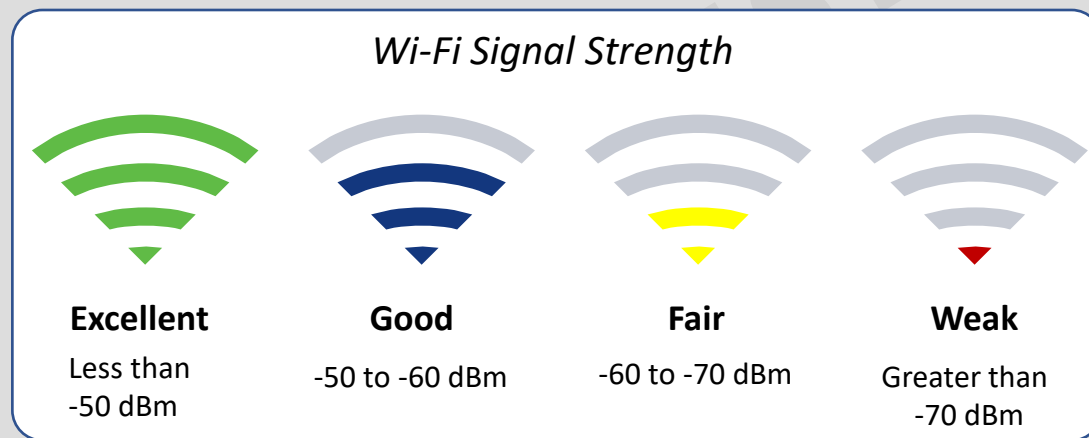 Wi-Fi Signal Strength
Excellent
Less than
-50 dBm
Good
-50 to -60 dBm
Fair
-60 to -70 dBm
Weak
Greater than
-70 dBm